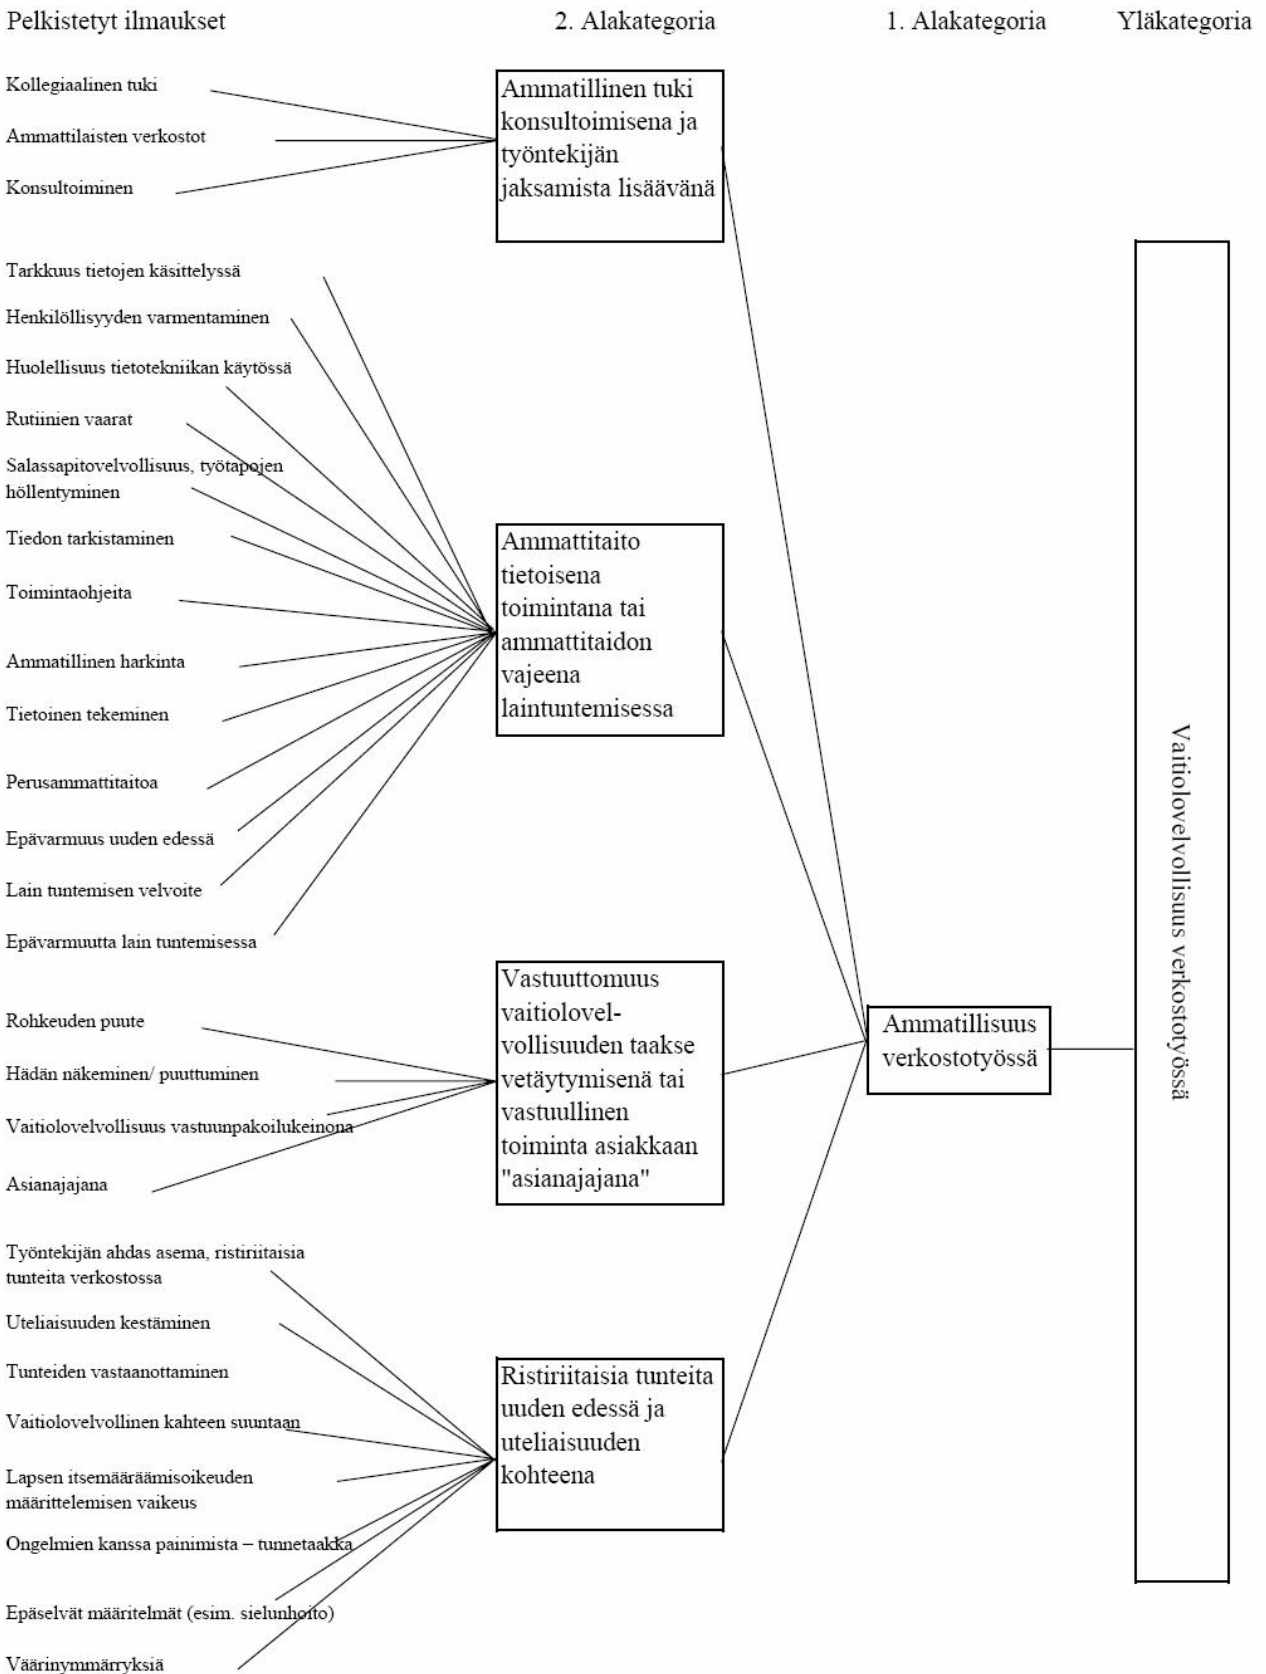 Pelkistetyt ilmaukset
2. Alakategoria
1. Alakategoria
Yläkategoria
Kollegiaalinen tuki
Ammattilaisten verkostot
Konsultoiminen
Ammatillinen tuki
konsultoimisena ja
työntekijän
jaksamista lisäävänä
Tarkkuus tietojen käsittelyssä
Henkilöllisyyden varmentaminen
Huolellisuus tietotekniikan käytössä
Rutiinien vaarat
Salassapitovelvollisuus, työtapojen
höllentyminen
Tiedon tarkistaminen
Toimintaohjeita
Ammatillinen harkinta
Tietoinen tekeminen
Perusammattitaitoa
Epävarmuus uuden edessä
Lain tuntemisen velvoite
Epävarmuutta lain tuntemisessa
Ammattitaito
tietoisena
toimintana tai
ammattitaidon
vajeena
laintuntemisessa
Rohkeuden puute
Hädän näkeminen/ puuttuminen
Vaitiolovelvollisuus vastuunpakoilukeinona
Asianajajana
Vastuuttomuus
vaitiolovel-
vollisuuden taakse
vetäytymisenä tai
vastuullinen
toiminta asiakkaan
"asianajajana"
Työntekijän ahdas asema, ristiriitaisia
tunteita verkostossa
Uteliaisuuden kestäminen
Tunteiden vastaanottaminen
Vaitiolovelvollinen kahteen suuntaan
Lapsen itsemääräämisoikeuden
määrittelemisen vaikeus
Ongelmien kanssa painimista – tunnetaakka
Epäselvät määritelmät (esim. sielunhoito)
Väärinymmärryksiä
Ristiriitaisia tunteita
uuden edessä ja
uteliaisuuden
kohteena
Ammatillisuus
verkostotyössä
Vaitiolovelvollisuus verkostotyössä